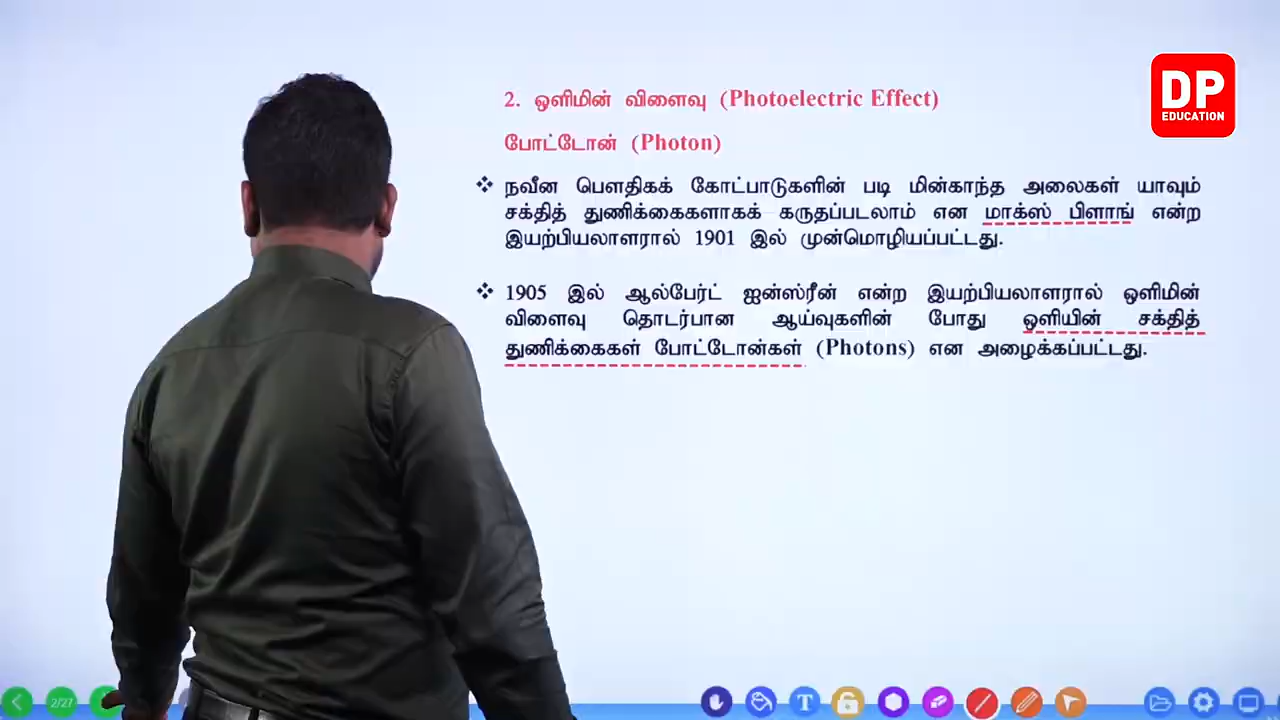 DP
EDUCATION
2. ஒளிமின் விளைவு (Photoelectric Effect)
போட்டோன் (Photon)
❖ நவீன பௌதிகக் கோட்பாடுகளின் படி மின்காந்த அலைகள் யாவும்
சக்தித் துணிக்கைகளாகக் கருதப்படலாம் என மாக்ஸ் பிளாங் என்ற
இயற்பியலாளரால் 1901 இல் முன்மொழியப்பட்டது.
❖ 1905 இல் ஆல்பேர்ட் ஐன்ஸ்ரீன் என்ற இயற்பியலாளரால் ஒளிமின்
விளைவு தொடர்பான ஆய்வுகளின் போது ஒளியின் சக்தித்
துணிக்கைகள் போட்டோன்கள் (Photons) என அழைக்கப்பட்டது.
2/27
T